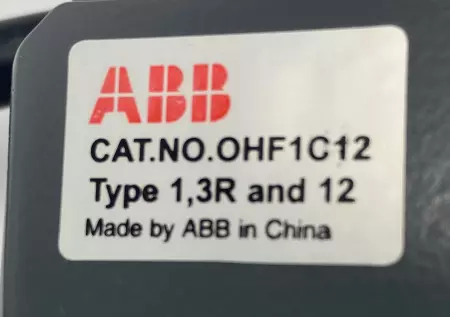 ABB
CAT.NO.OHF1C12
Type 1,3R and 12
Made by ABB in China